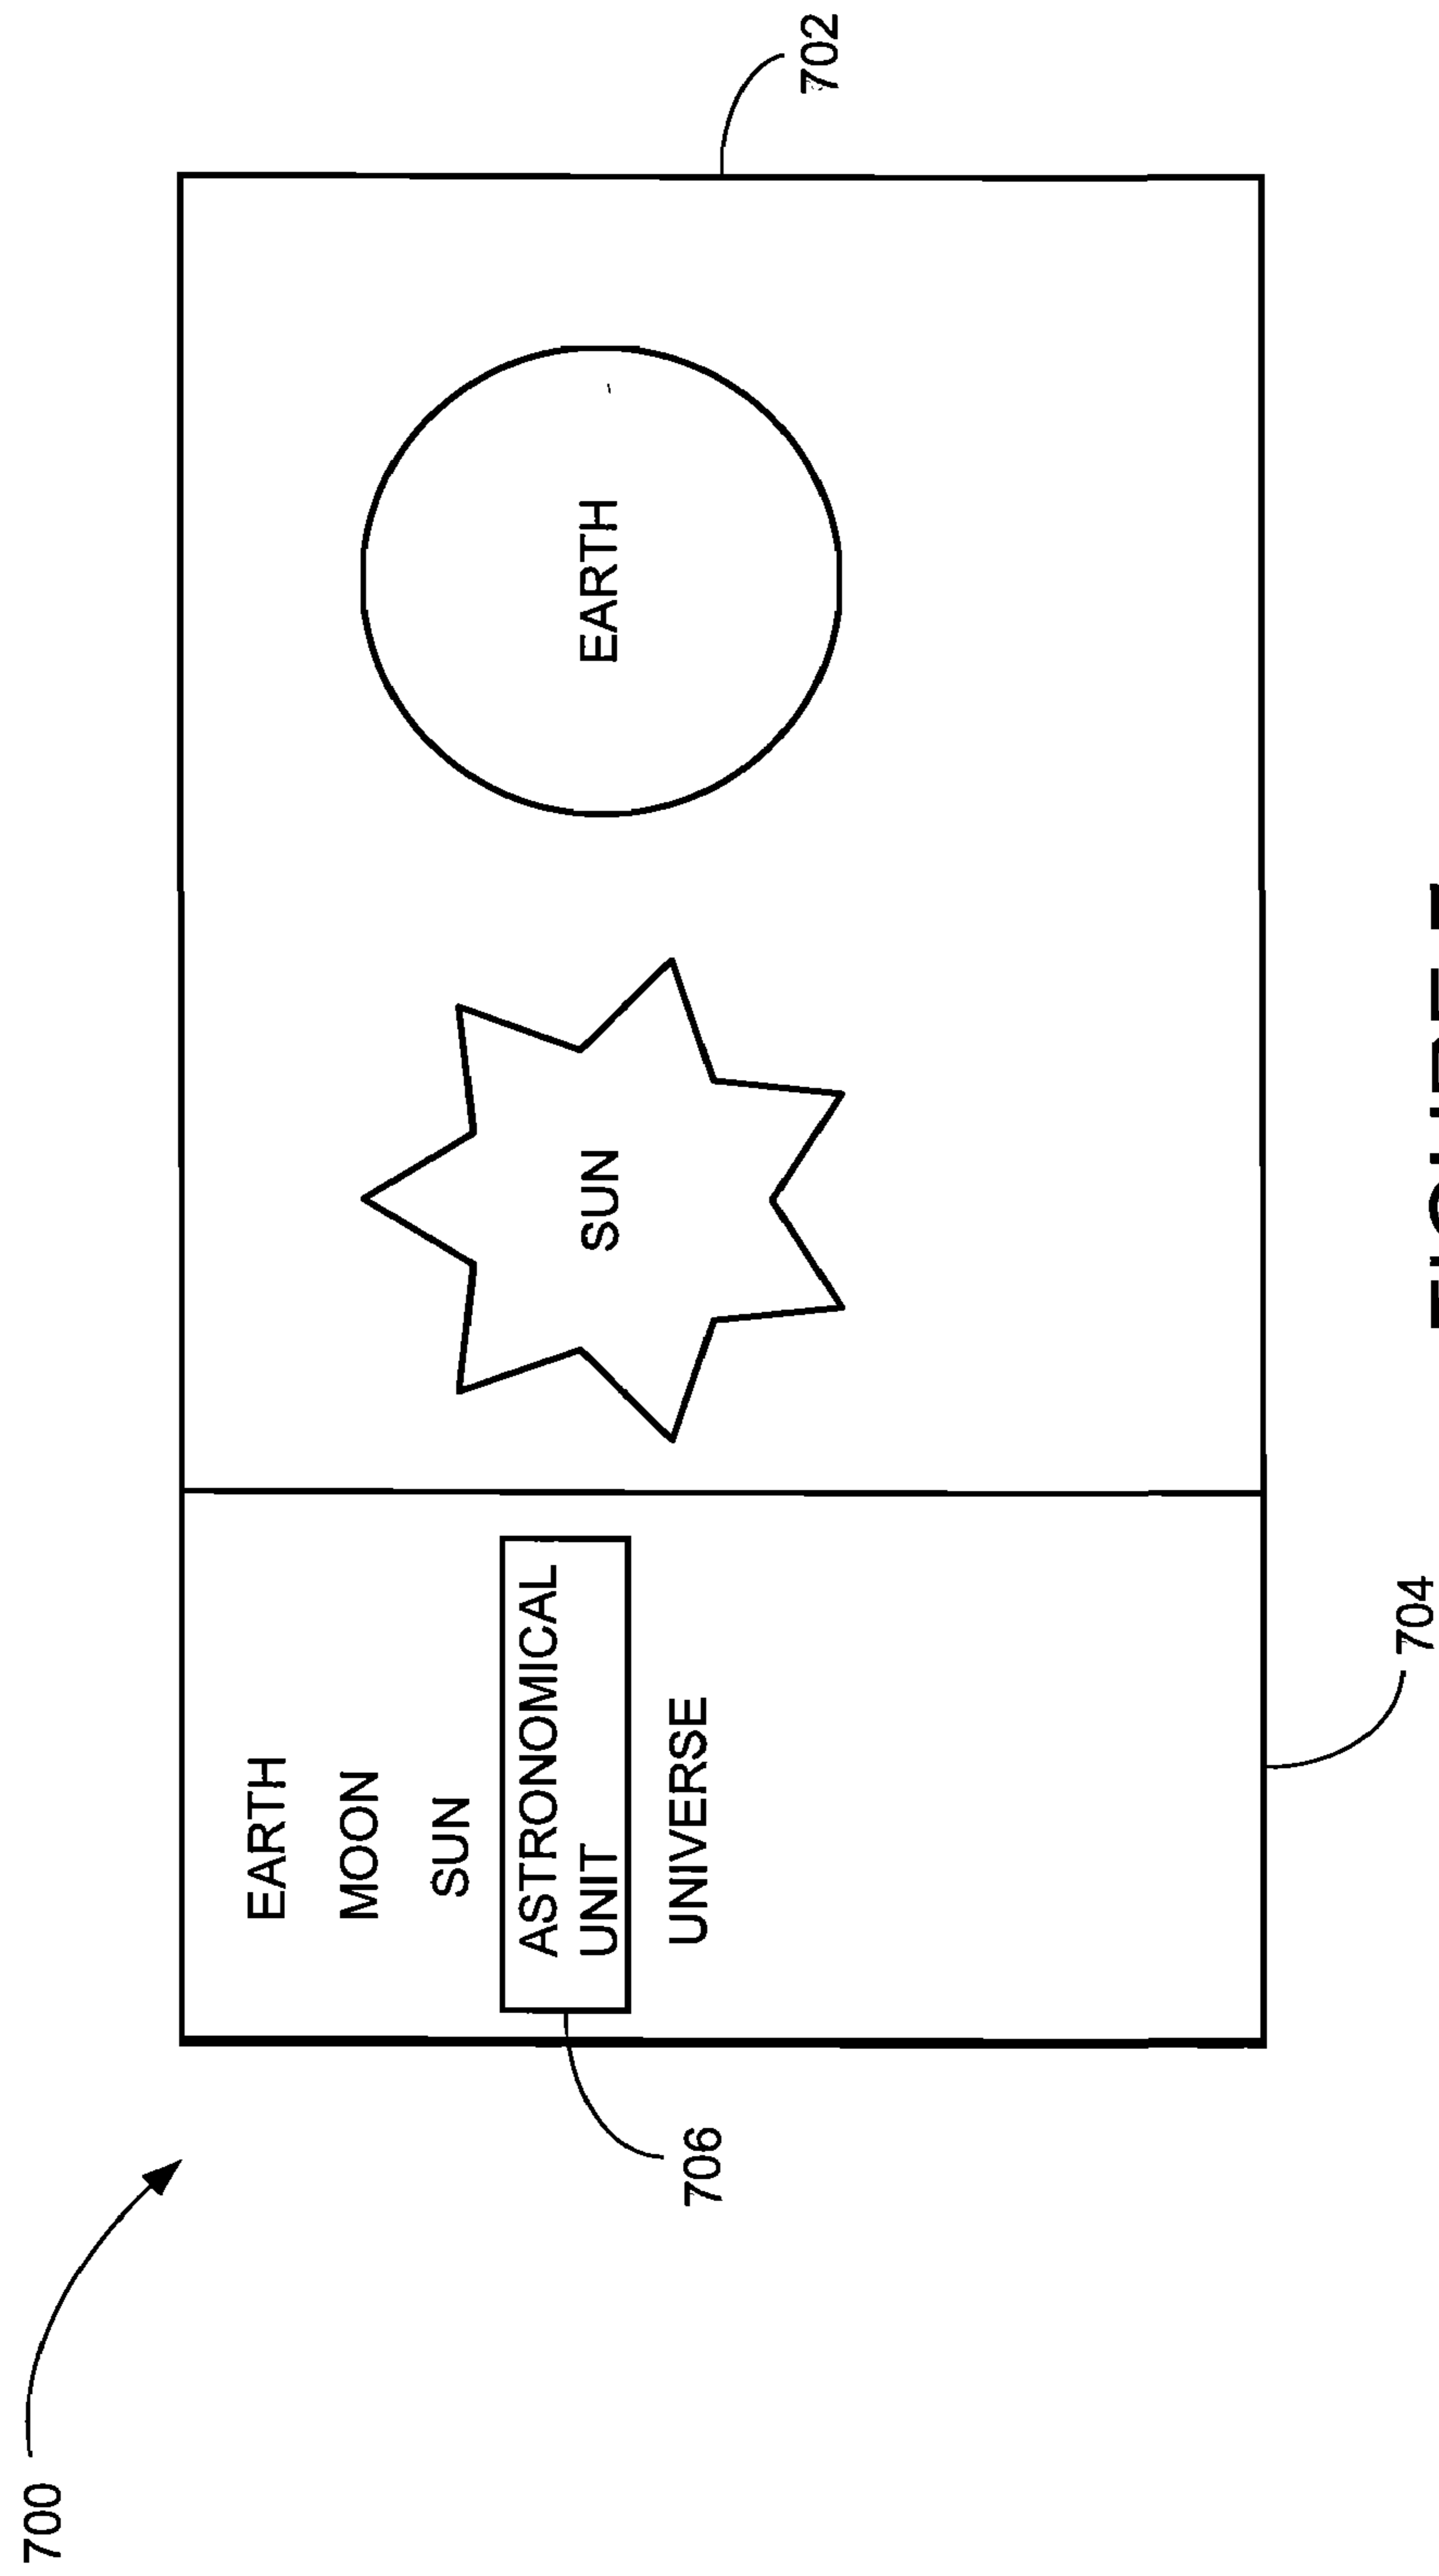 700
EARTH
MOON
SUN
ASTRONOMICAL
UNIT
UNIVERSE
706
SUN
EARTH
702
704